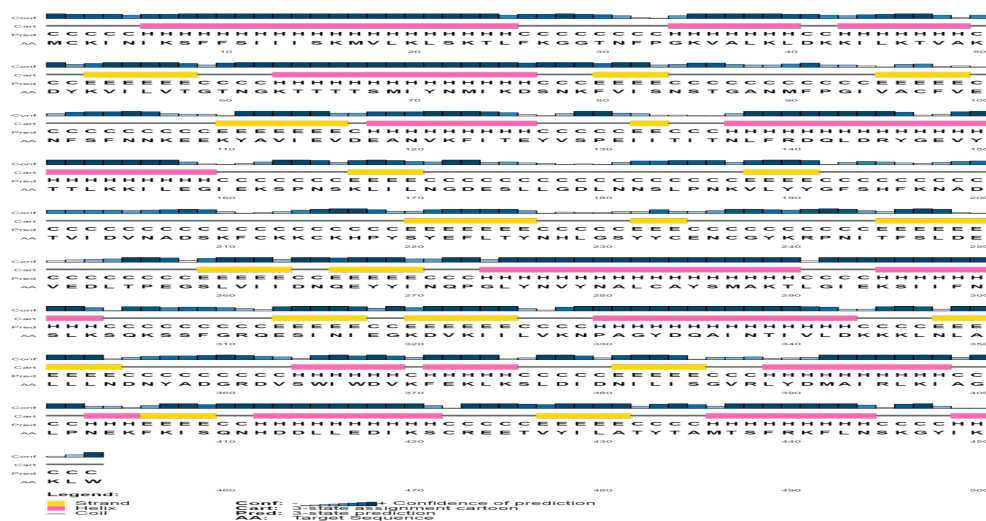 Conf
Cart
Pred C C C C C H H H H H H H H H H H H H H H H H H H H C C C C C C C C H H H H H H H C C H H H H H H H C
AA M C K I N I K S F F S I I I S K M V L K L S K T L F K G G T N F P G K V A L K L D K K I L K T V A K
10 20 30 40 50
Conf
Cart
Pred C C E E E E E E C C C C H H H H H H H H H H H H H H C C C E E E E C C C C C C C C C C C E E E E E C
AA D Y K V I L V T G T N G K T T T T S M I Y N M I K D S N K F V I S N S T G A N M F P G I V A C F V E
60 70 80 90 100
Conf
Cart
Pred C C C C C C C C C E E E E E E E C H H H H H H H H H C C C C C E E C C C H H H H H H H H H H H H H H
AA N F S F N N K E E K Y A V I E V D E A N V K F I T E Y V S P E I I I I T N L F R D Q L D R Y G E V Y
110 120 130 140 150
Conf
Cart
Pred H H H H H H H H H C C C C C C C E E E E C C C C C C C C C C C C C C C C C E E E E C C C C C C C C C
AA T T L K K I L E G I E K S P N S I L I L N G D E S L L G D L N N S L P N K V I Y Y G F S H F K N A D
160 170 180 190 200
Conf
Cart
Pred C C C C C C C C C C C C C C C C C C C E E E E E E E C C C C C E E E C C C C C C C C C C E E E E E E
AA T V I D V N A D S K F C C K C K H P Y S Y E F L T Y N H L G S Y Y C E N C G Y K R P N I T F S L D E
210 220 230 240 250
Conf
Cart
Pred C C C C C C C C E E E E E C C E E E E E C C C H H H H H H H H H H H H H H H H H C C C C H H H H H H
AA V E D L T P E G S L V I I D N Q E Y Y I N Q P G L Y N V Y N A L C A Y S M A K T L G I E K S I I F N
260 270 280 290 300
Conf
Cart
Pred H H H C C C C C C C C C E E E E E C C E E E E E E C C C C H H H H H H H H H H H H H H C C C C E E E
AA S L K S Q K S S F G R Q E S I N I E G K D V K I I L V K N P A G Y D Q A I N T V L L D K K K L N L A
310 320 330 340 350
Conf
Cart
Pred E E E E C C C C C C C C C H H H H H H C H H H H H C C C C C E E E E E C C C H H H H H H H H H H C C
AA L L L N D N Y A D G R D V S W I W D V K F E K L K S L D I D N I L I S G V R L Y D M A I R L K I A G
360 370 380 390 400
Conf
Cart
Pred C C H H H E E E E C C H H H H H H H H H H C C C C C E E E E E C C C C H H H H H H H H H C C C C H H
AA L P N E K F K I S Q N H D D L L E D I K S C R E E T V Y I L A T Y T A M T S F R K F L N S K G Y I K
410 420 430 440 450
Conf
Cart
Pred C C C
AA K L W
460 470 480 490 500
Legend:
Strand
Helix
Coil
Conf: - + Confidence of prediction
Cart: 3-state assignment cartoon
Pred: 3-state prediction
AA: Target Sequence